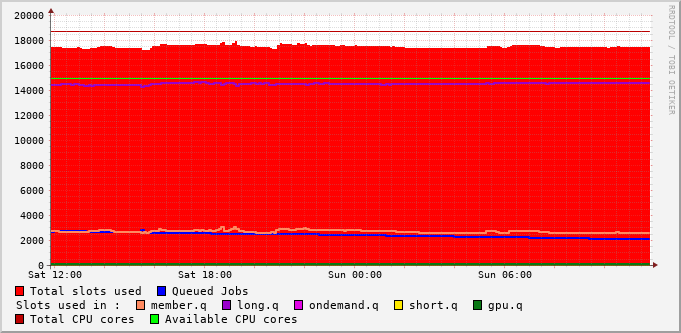 20000
18000
16000
14000
12000
10000
8000
6000
4000
2000
0
Sat 12:00 Sat 18:00 Sun 00:00 Sun 06:00
Total slots used Queued Jobs
Slots used in : member.q long.q ondemand.q short.q gpu.q
Total CPU cores Available CPU cores
RRDTOOL / TOBI OETIKER